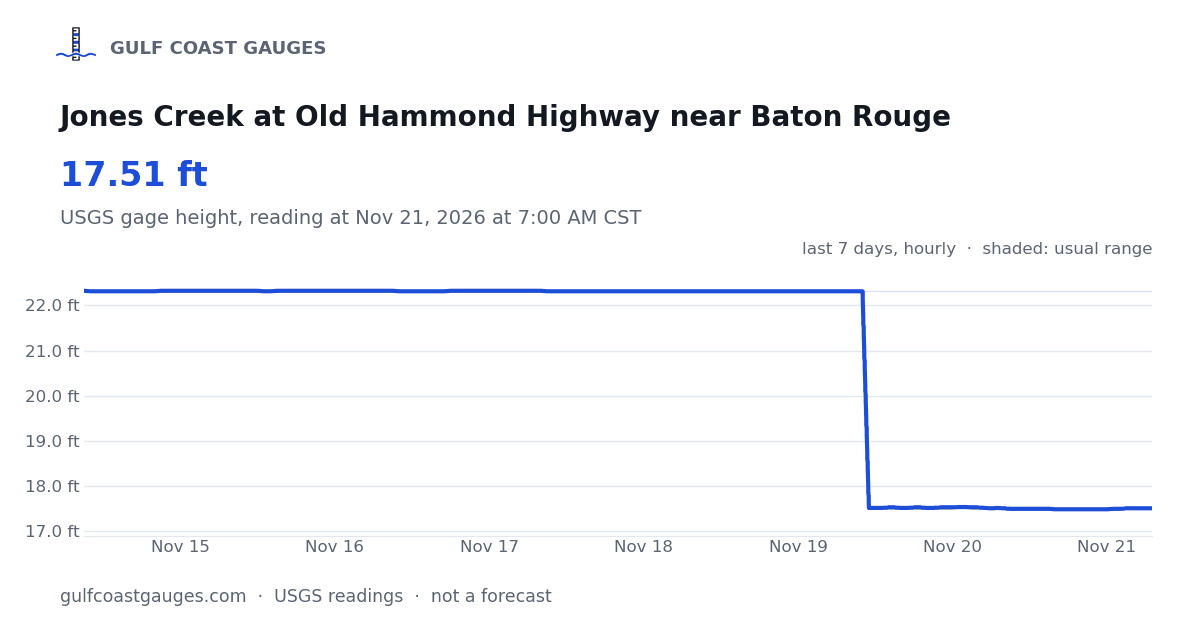 GULF COAST GAUGES
Jones Creek at Old Hammond Highway near Baton Rouge
17.51 ft
USGS gage height, reading at Nov 21, 2026 at 7:00 AM CST
last 7 days, hourly · shaded: usual range
22.0 ft
21.0 ft
20.0 ft
19.0 ft
18.0 ft
17.0 ft
Nov 15 Nov 16 Nov 17 Nov 18 Nov 19 Nov 20 Nov 21
gulfcoastgauges.com · USGS readings · not a forecast